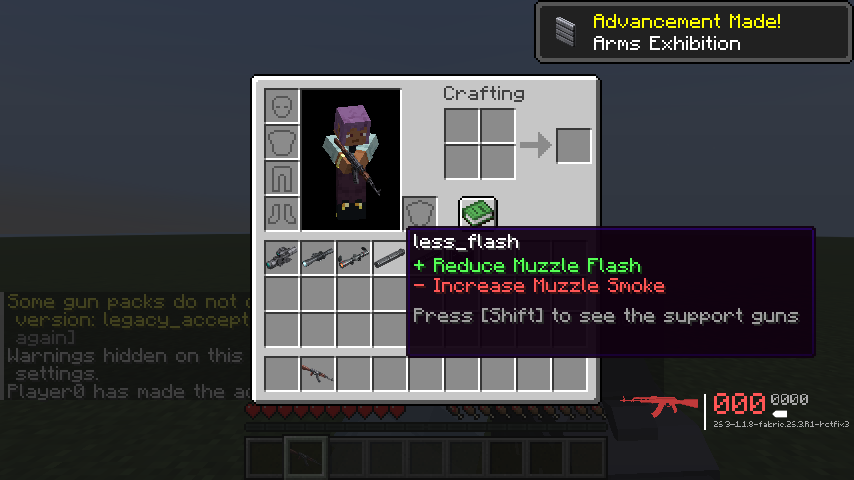 Advancement Made!
Arms Exhibition
Crafting
less_flash
+ Reduce Muzzle Flash
- Increase Muzzle Smoke
Press [Shift] to see the support guns
Some gun packs do not
version: legacy_accept
again]
Warnings hidden on this
settings.
Player0 has made the
000 0000